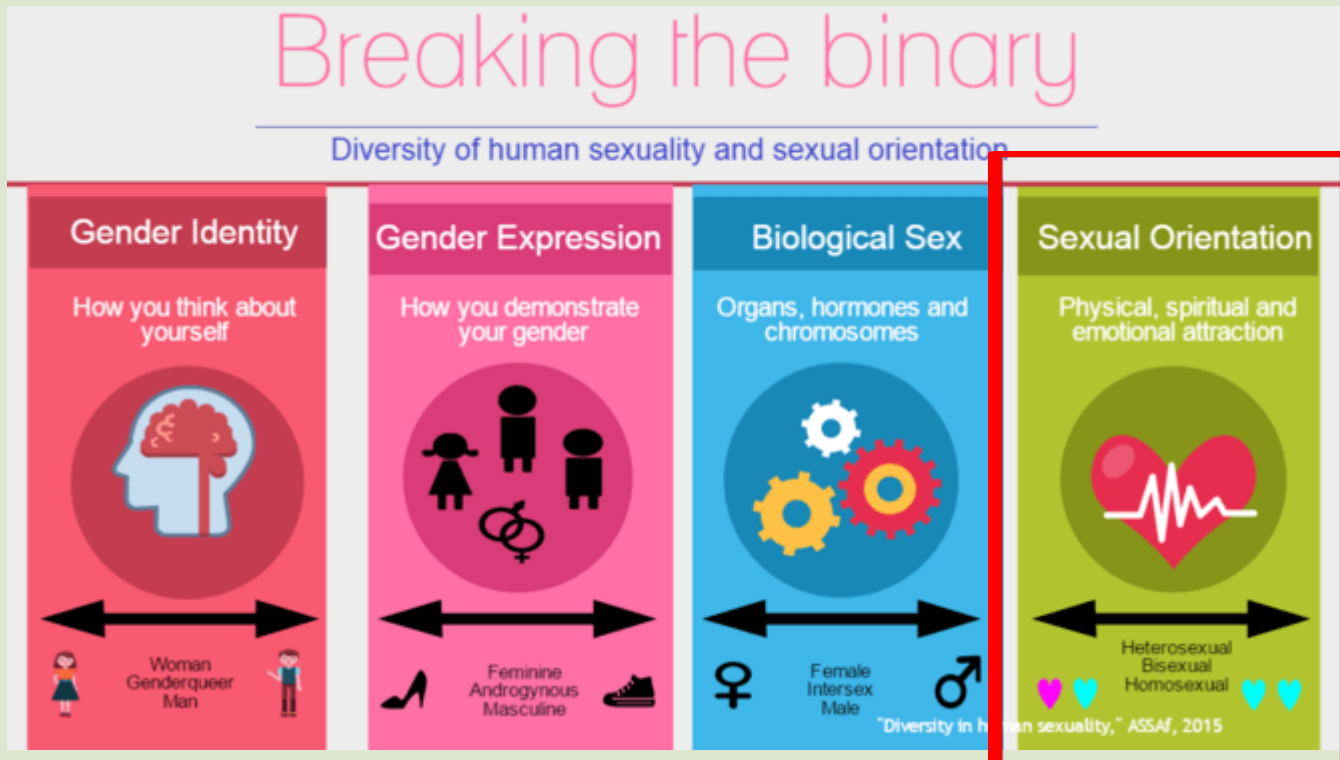 Breaking the binary
Diversity of human sexuality and sexual orientation
Gender Identity
How you think about
yourself
Woman
Genderqueer
Man
Gender Expression
How you demonstrate
your gender
Feminine
Androgynous
Masculine
Biological Sex
Organs, hormones and
chromosomes
Female
Intersex
Male
Sexual Orientation
Physical, spiritual and
emotional attraction
Heterosexual
Bisexual
Homosexual
"Diversity in human sexuality," ASSAf, 2015